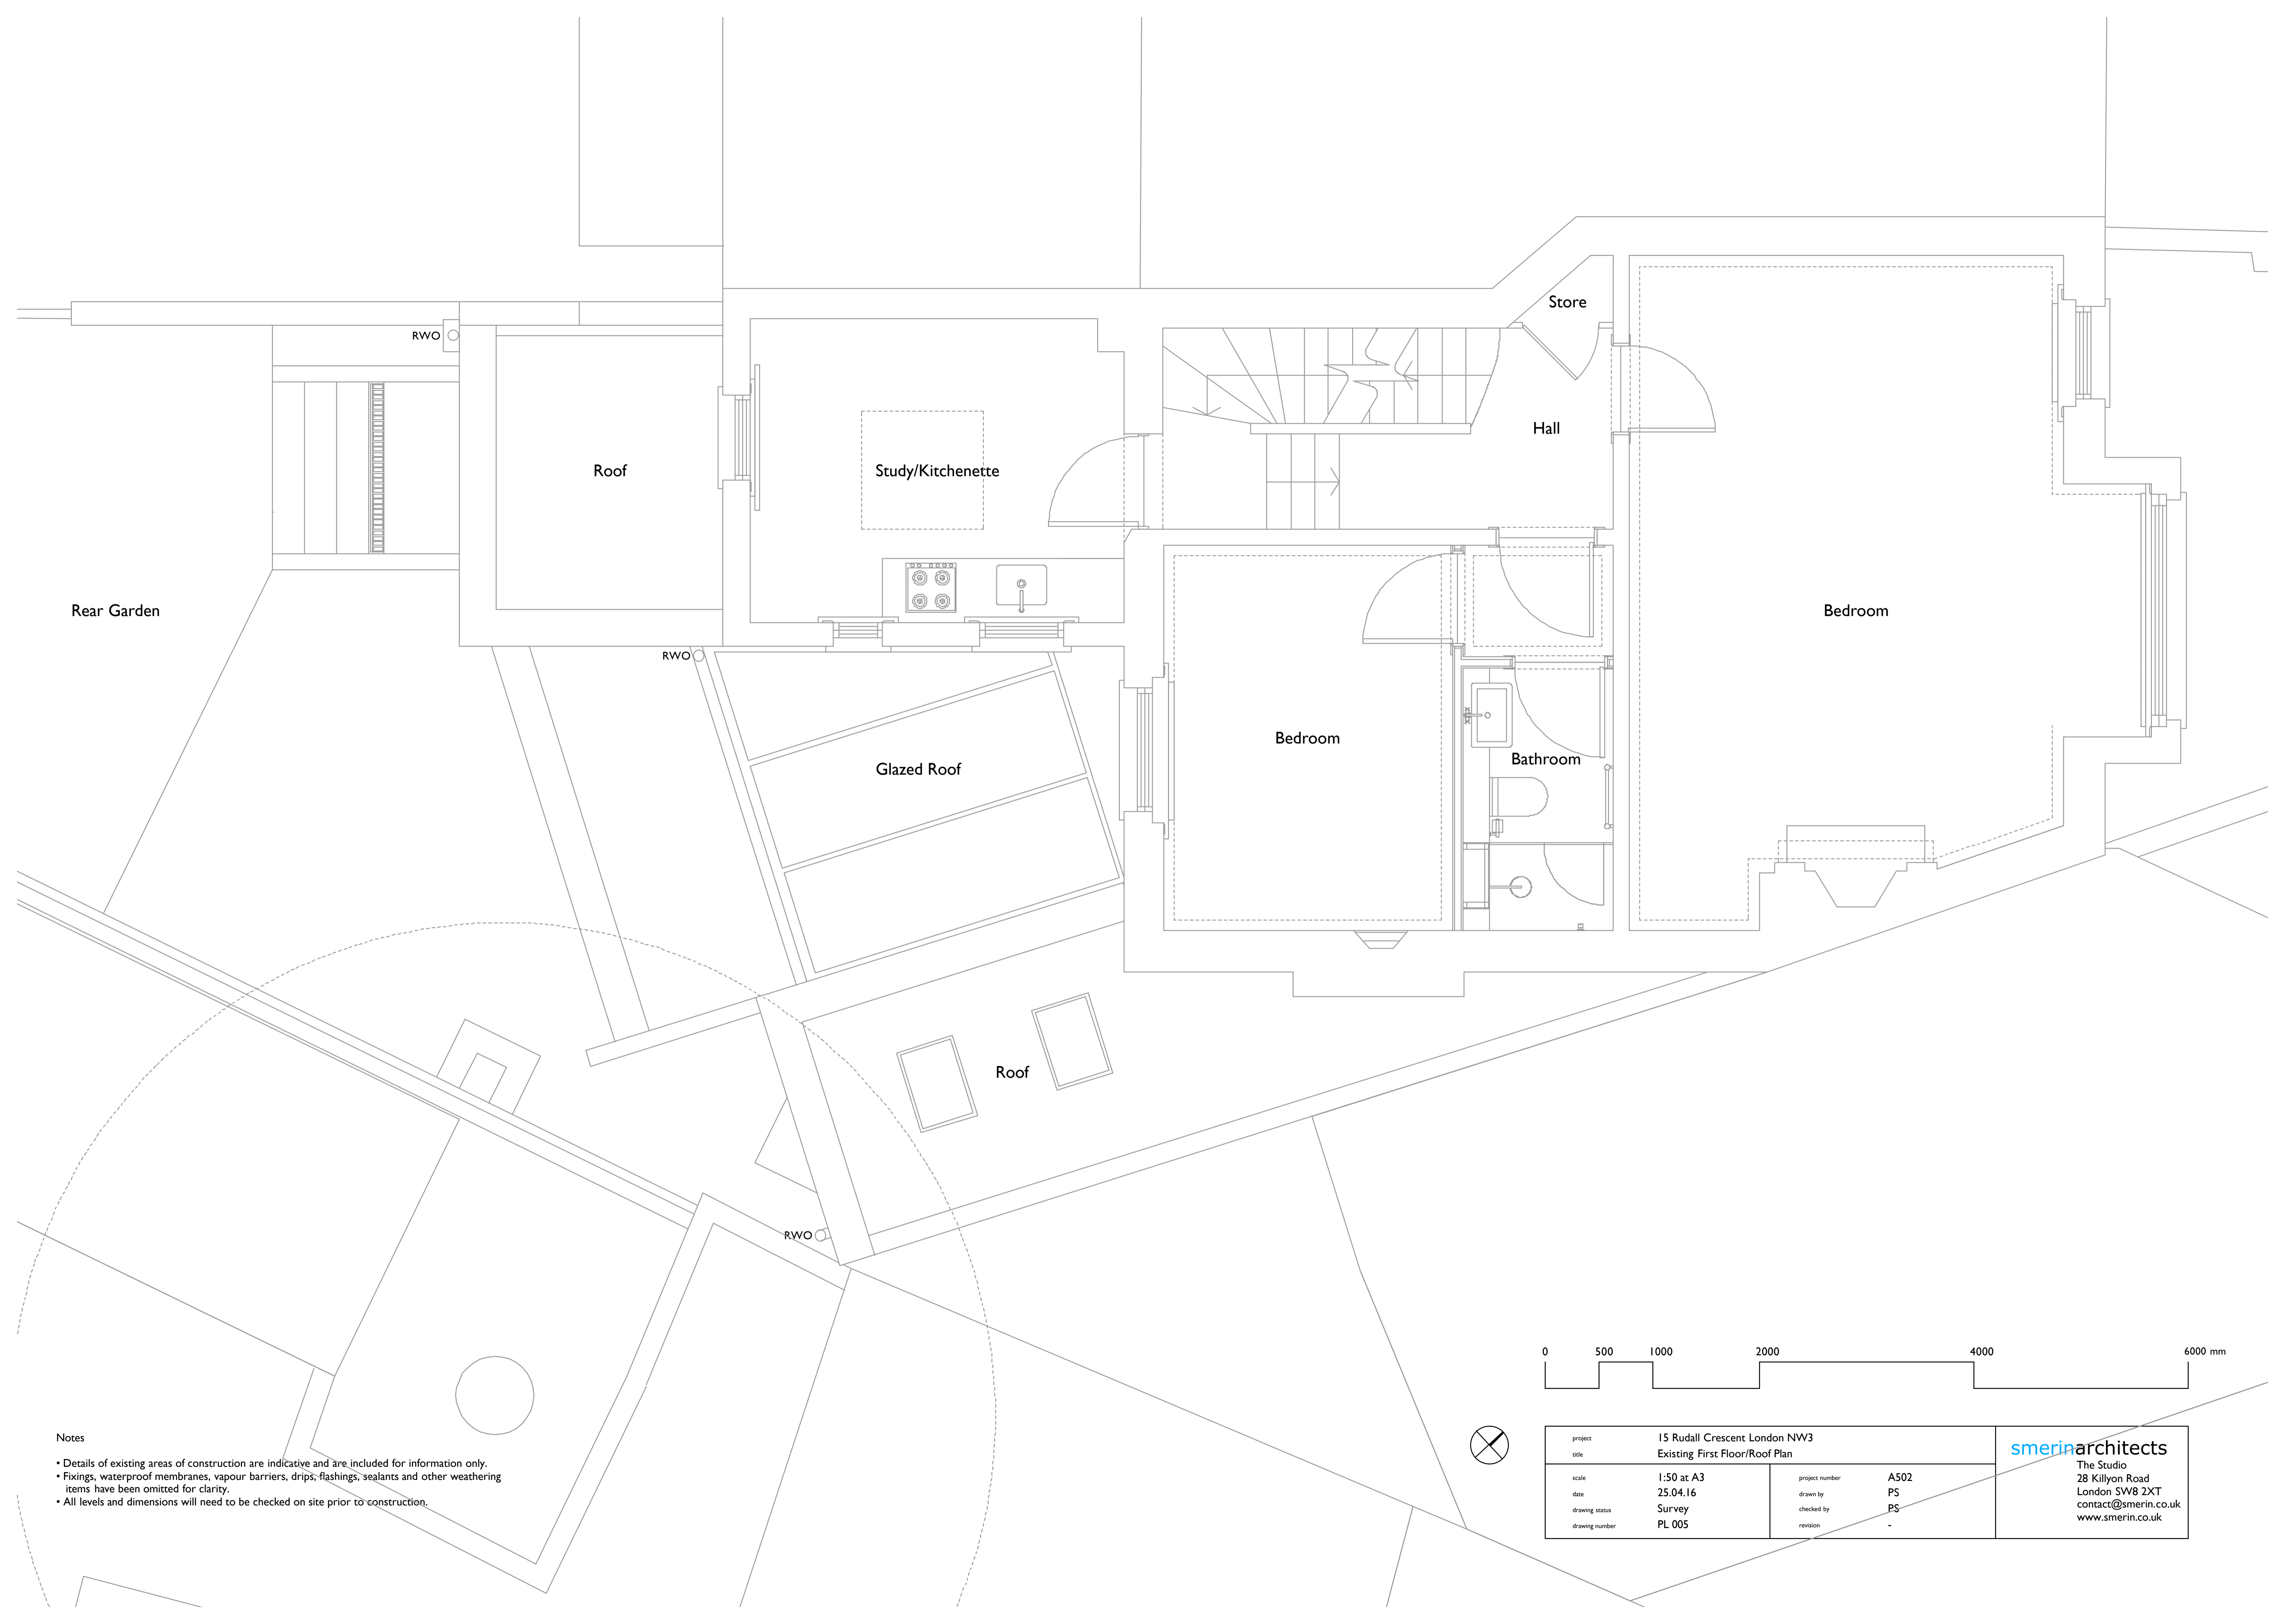 Store
RWO
Hall
Roof
Study/Kitchenette
Rear Garden
Bedroom
RWO
Bedroom
Bathroom
Glazed Roof
Roof
RWO
0 500 1000 2000 4000 6000 mm
Notes
• Details of existing areas of construction are indicative and are included for information only.
• Fixings, waterproof membranes, vapour barriers, drips, flashings, sealants and other weathering
items have been omitted for clarity.
• All levels and dimensions will need to be checked on site prior to construction.
project 15 Rudall Crescent London NW3
title Existing First Floor/Roof Plan
scale 1:50 at A3
date 25.04.16
drawing status Survey
drawing number PL 005
project number A502
drawn by PS
checked by PS
revision -
smerinarchitects
The Studio
28 Killyon Road
London SW8 2XT
contact@smerin.co.uk
www.smerin.co.uk